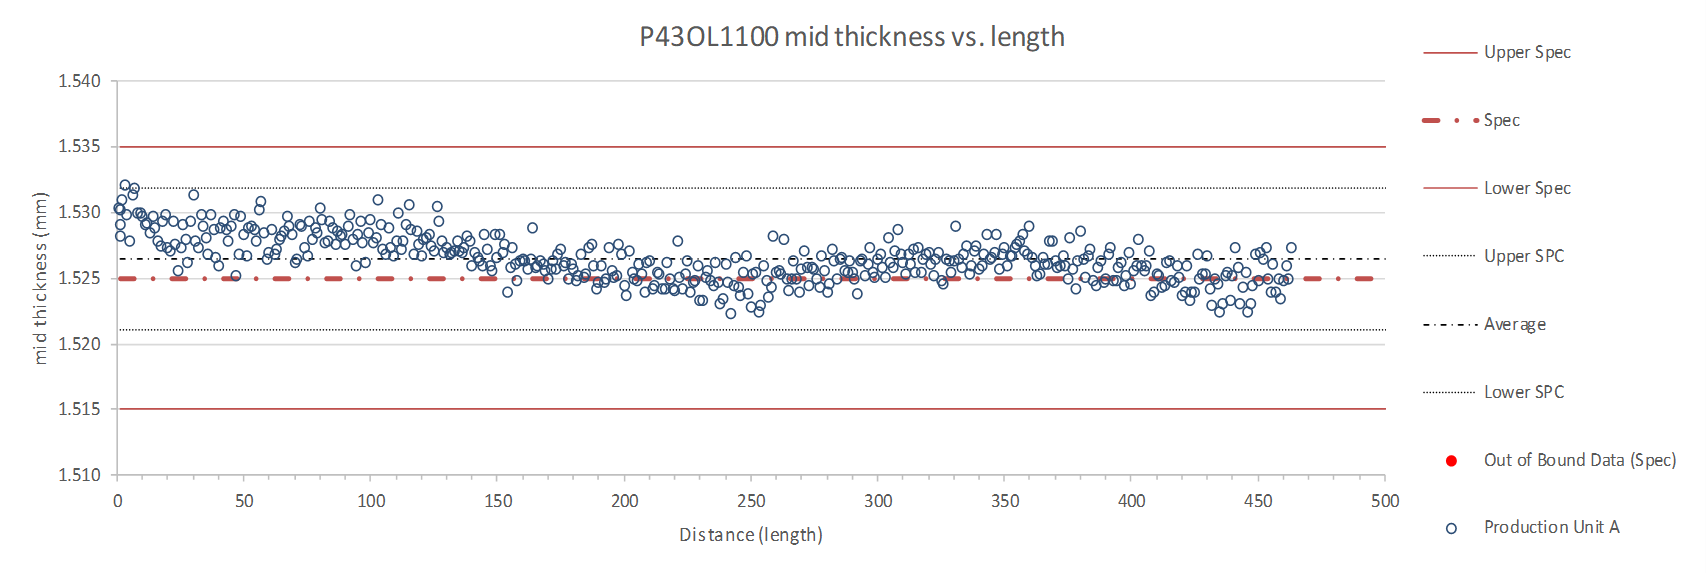 P43OL1100 mid thickness vs. length
1.540
1.535
1.530
1.525
1.520
1.515
1.510
mid thickness (mm)
0 50 100 150 200 250 300 350 400 450 500
Distance (length)
Upper Spec
Spec
Lower Spec
Upper SPC
Average
Lower SPC
Out of Bound Data (Spec)
Production Unit A